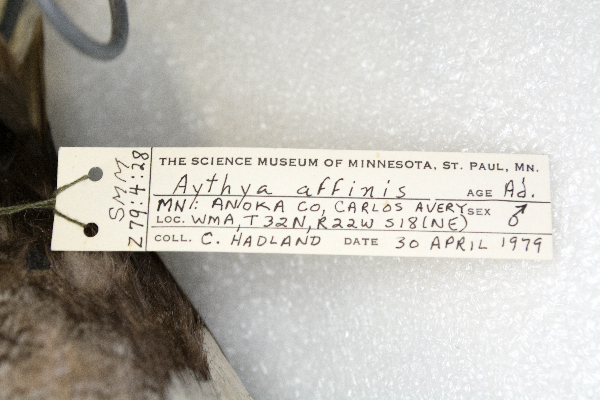 SMM
Z79:4:28
THE SCIENCE MUSEUM OF MINNESOTA, ST. PAUL, MN.
Aythya affinis AGE Ad.
MN: ANOKA CO, CARLOS AVERY SEX ♂
LOC. WMA, T32N, R22W S18(NE)
COLL. C. HADLAND DATE 30 APRIL 1979